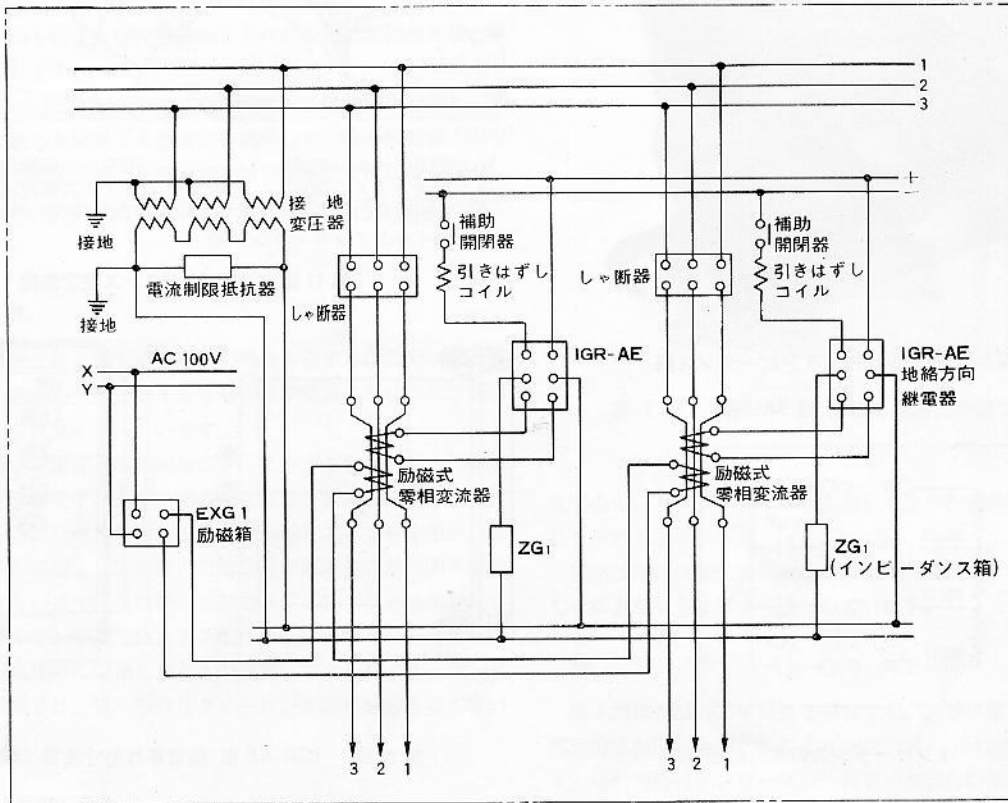 1
2
3
+
−
接地
接地
変圧器
電流制限抵抗器
接地
しゃ断器
補助
開閉器
引きはずし
コイル
しゃ断器
補助
開閉器
引きはずし
コイル
AC 100V
X
Y
IGR-AE
IGR-AE
地絡方向
継電器
励磁式
零相変流器
励磁式
零相変流器
EXG1
励磁箱
ZG1
ZG1
(インピーダンス箱)
3 2 1
3 2 1